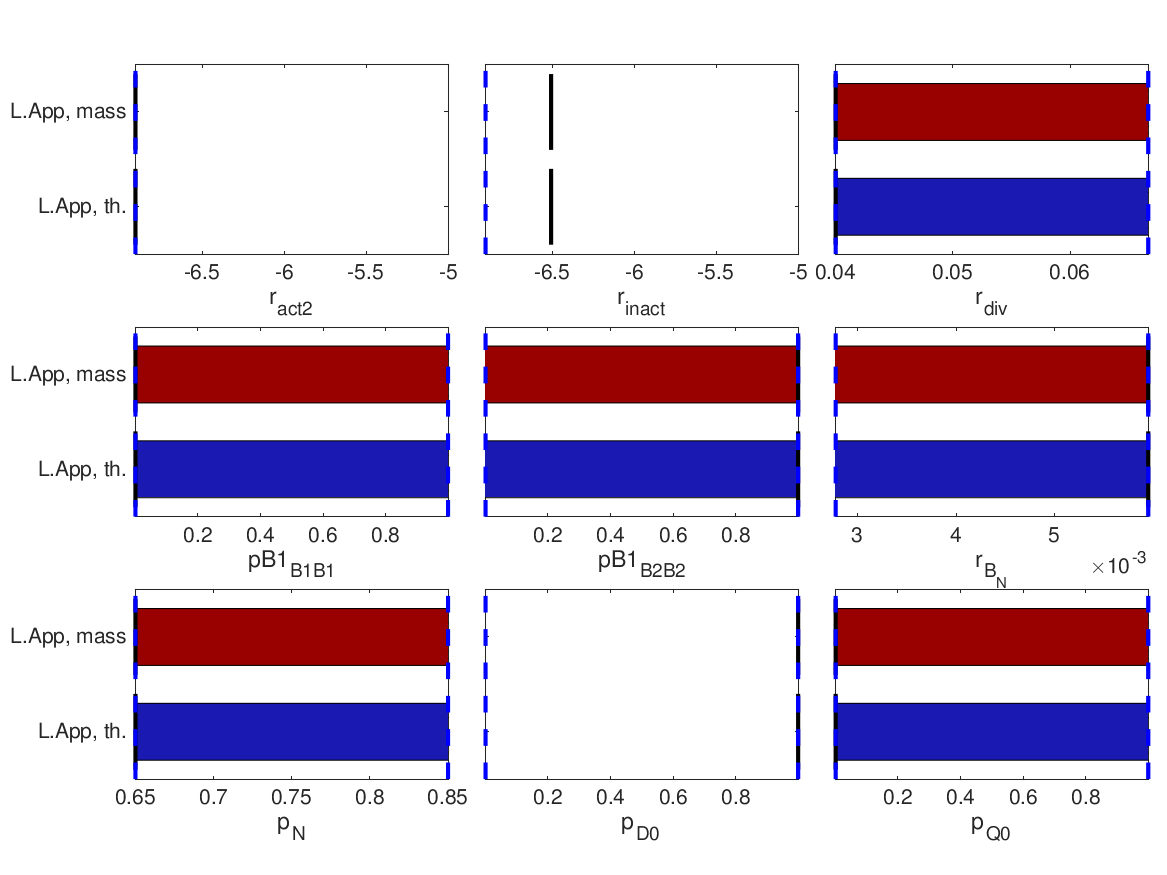 L.App, mass
L.App, th.
-6.5 -6 -5.5 -5
r_act2
-6.5 -6 -5.5 -5
r_inact
0.04 0.05 0.06
r_div
L.App, mass
L.App, th.
0.2 0.4 0.6 0.8
pB1_B1B1
0.2 0.4 0.6 0.8
pB1_B2B2
3 4 5
r_B_N
×10^-3
L.App, mass
L.App, th.
0.65 0.7 0.75 0.8 0.85
p_N
0.2 0.4 0.6 0.8
p_D0
0.2 0.4 0.6 0.8
p_Q0